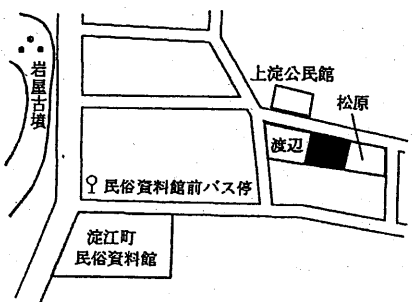 岩屋古墳
上淀公民館
松原
渡辺
民俗資料館前バス停
淀江町
民俗資料館